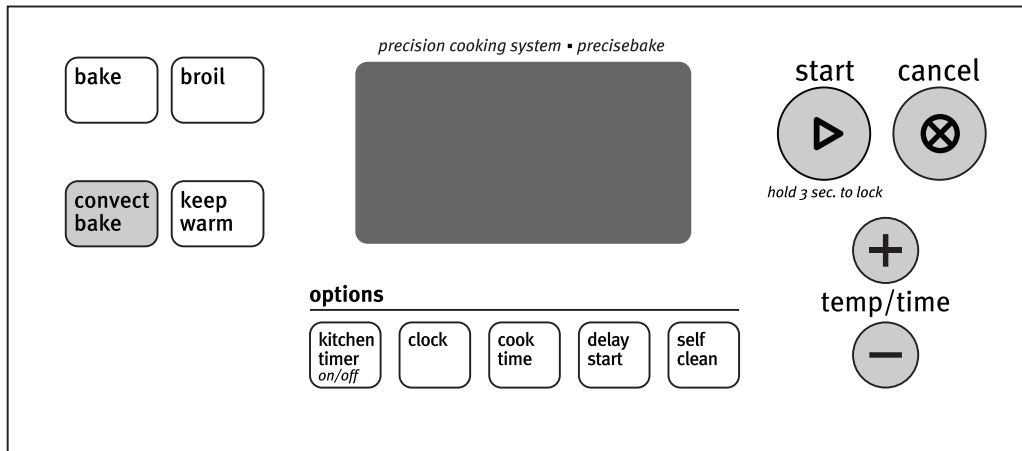 precision cooking system ▪ precisebake
bake
broil
start
cancel
hold 3 sec. to lock
convect
bake
keep
warm
temp/time
options
kitchen
timer
on/off
clock
cook
time
delay
start
self
clean